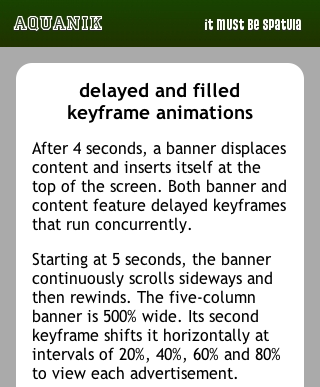 AQUANIK
it must be spatula
delayed and filled
keyframe animations
After 4 seconds, a banner displaces
content and inserts itself at the
top of the screen. Both banner and
content feature delayed keyframes
that run concurrently.
Starting at 5 seconds, the banner
continuously scrolls sideways and
then rewinds. The five-column
banner is 500% wide. Its second
keyframe shifts it horizontally at
intervals of 20%, 40%, 60% and 80%
to view each advertisement.